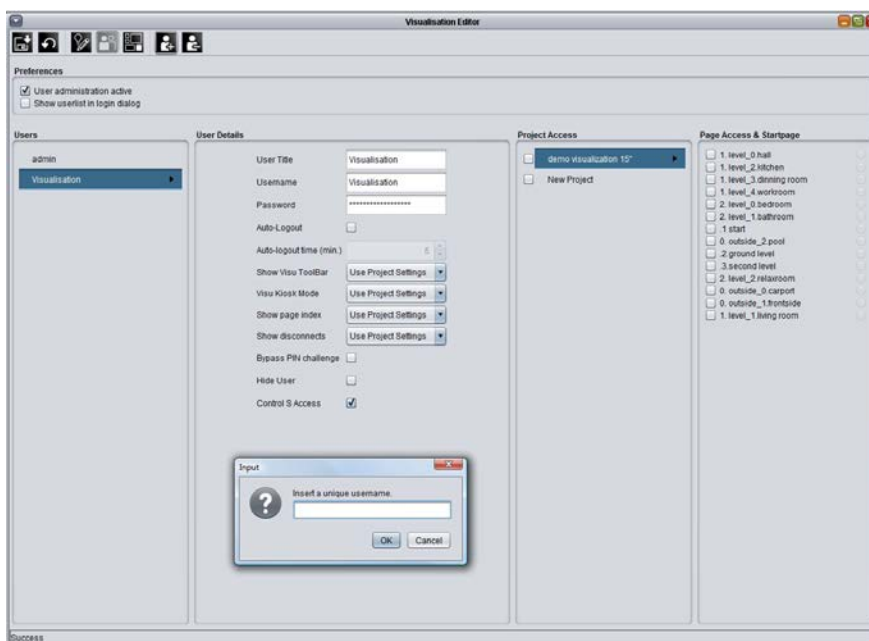 Visualisation Editor
Preferences
User administration active
Show userlist in login dialog
Users
admin
Visualisation
User Details
User Title Visualisation
Username Visualisation
Password ******************
Auto-Logout
Auto-logout time (min.) 5
Show Visu ToolBar Use Project Settings
Visu Kiosk Mode Use Project Settings
Show page index Use Project Settings
Show disconnects Use Project Settings
Bypass PIN challenge
Hide User
Control S Access
Project Access
demo visualization 15"
New Project
Page Access & Startpage
1. level_0.hall
1. level_2.kitchen
1. level_3.dinning room
1. level_4.workroom
2. level_0.bedroom
2. level_1.bathroom
.1 start
0. outside_2.pool
.2.ground level
.3.second level
2. level_2.relaxroom
0. outside_0.carport
0. outside_1.frontside
1. level_1.living room
Input
Insert a unique username.
OK Cancel
Success